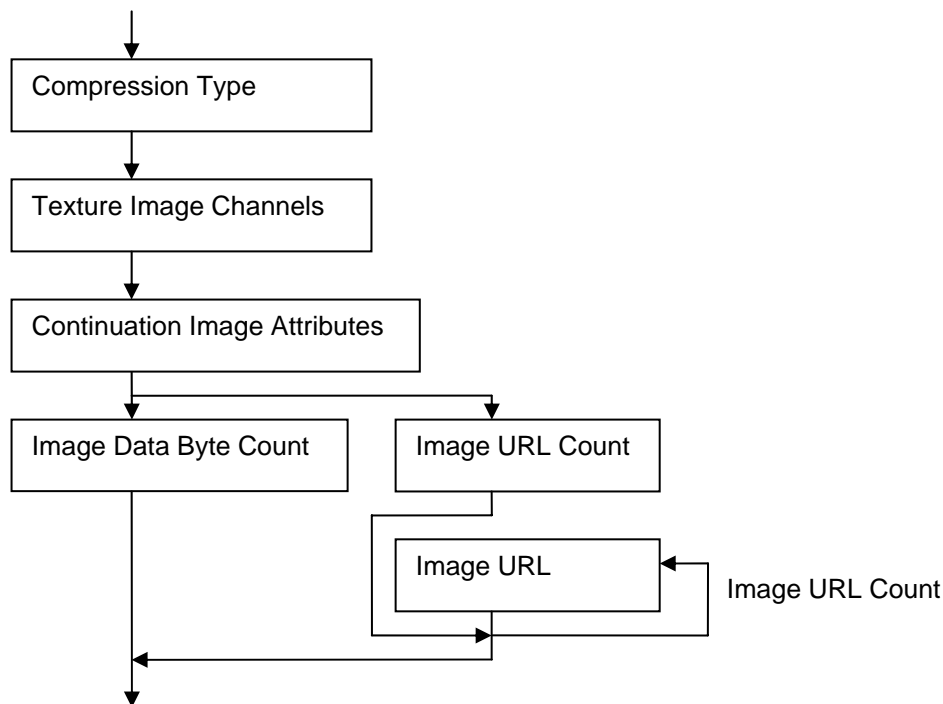 Compression Type
Texture Image Channels
Continuation Image Attributes
Image Data Byte Count
Image URL Count
Image URL
Image URL Count